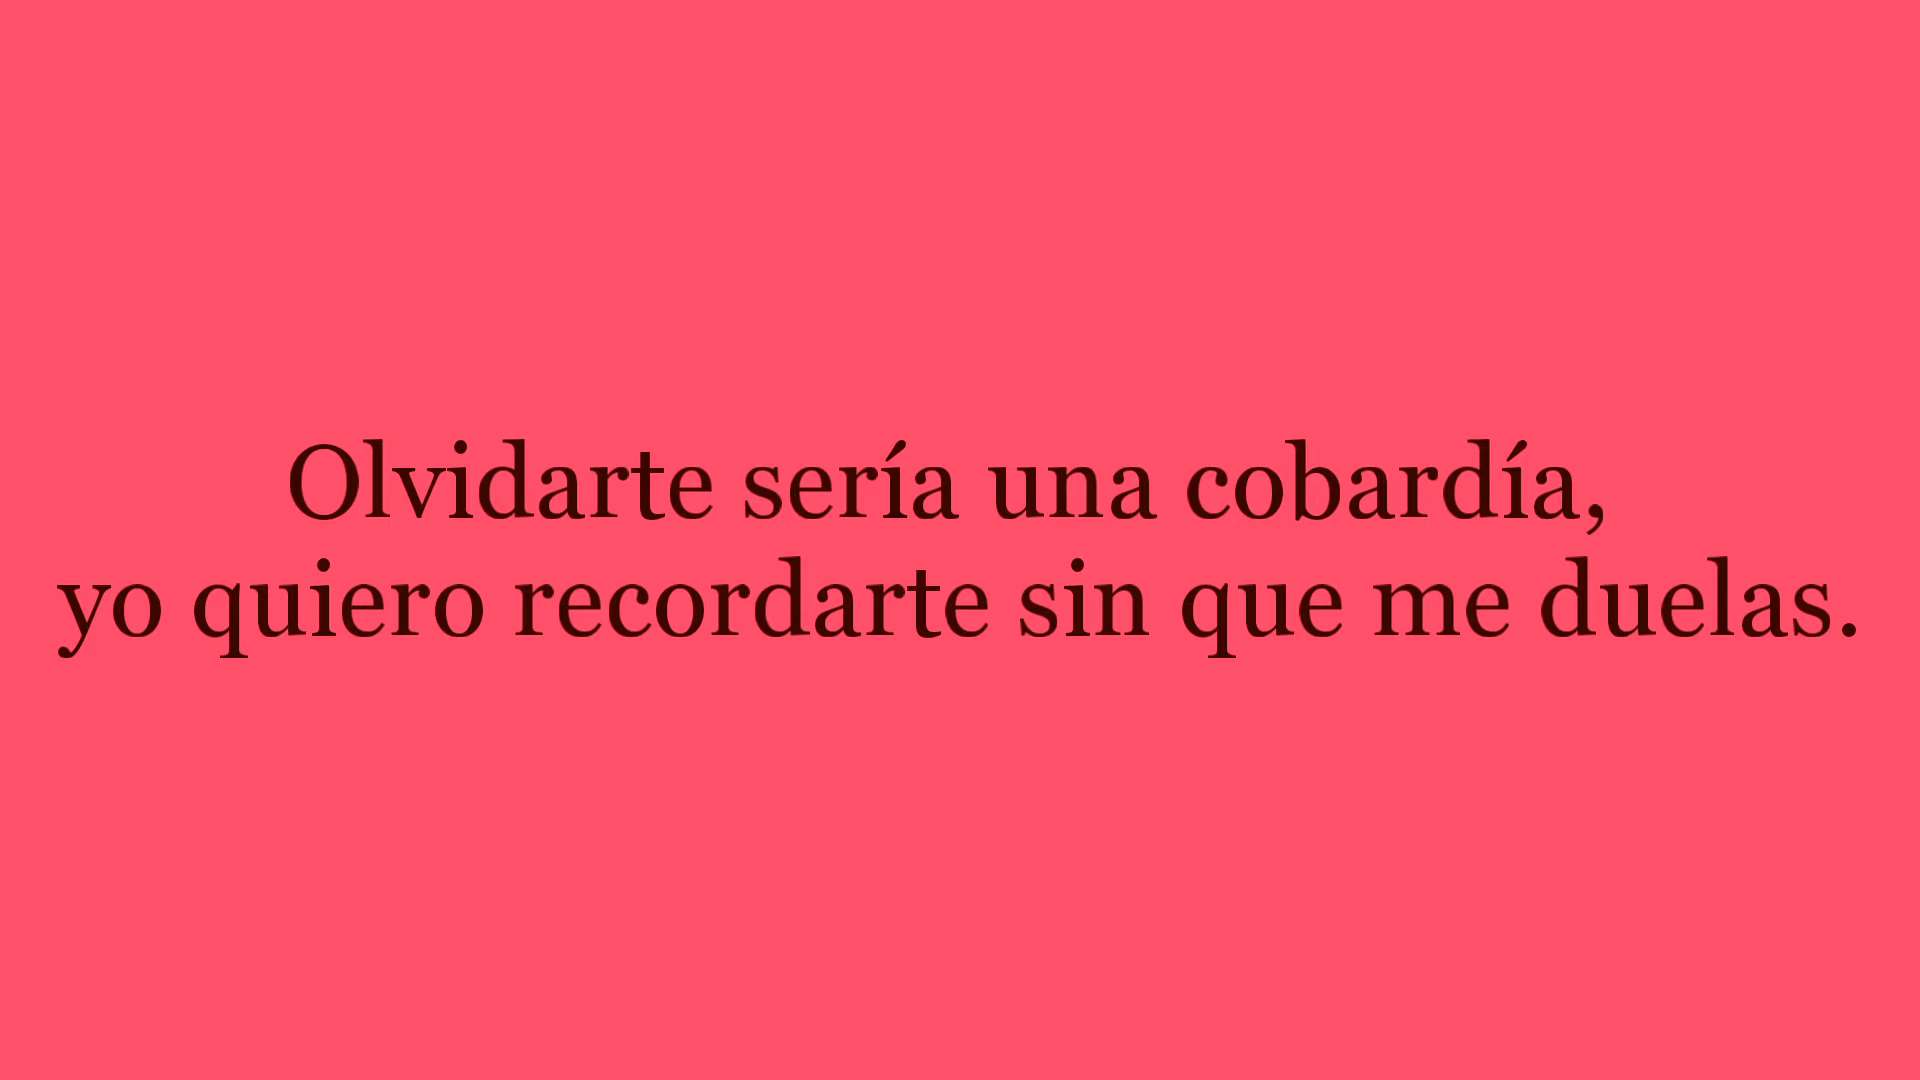 Olvidarte sería una cobardía,
yo quiero recordarte sin que me duelas.